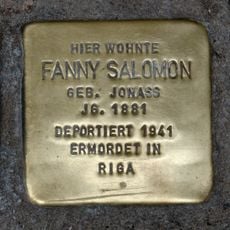 HIER WOHNTE
FANNY SALOMON
GEB. JONASS
JG. 1881
DEPORTIERT 1941
ERMORDET IN
RIGA